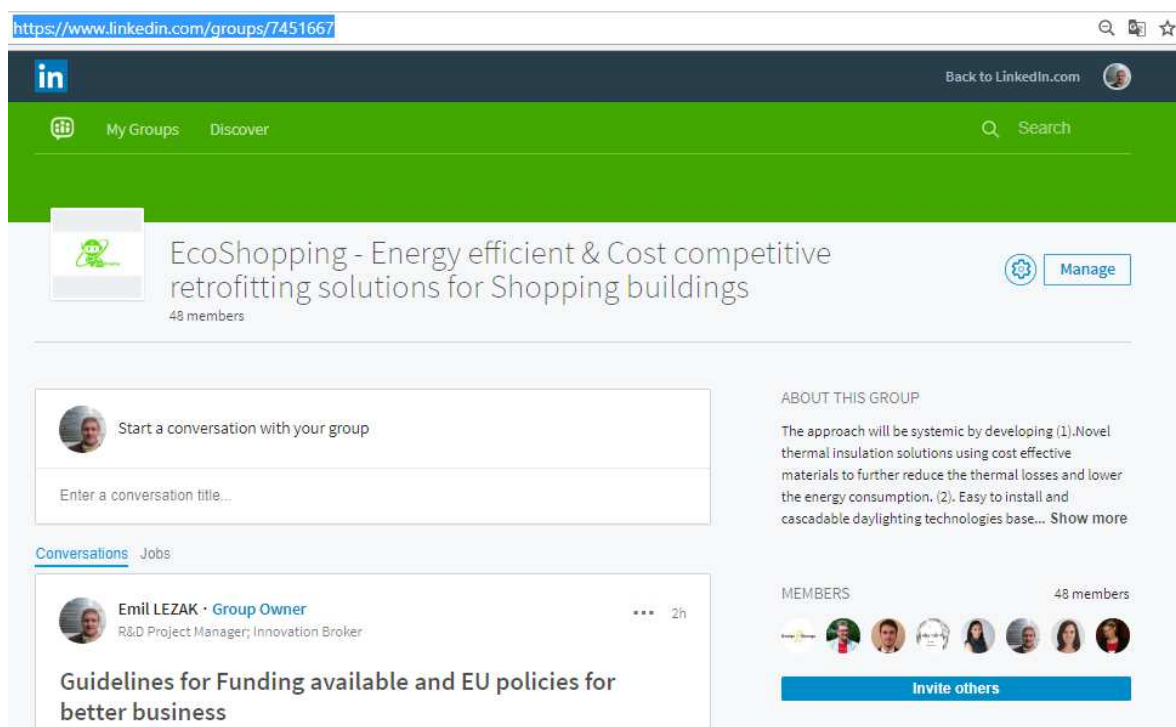 https://www.linkedin.com/groups/7451667
in
Back to LinkedIn.com
My Groups Discover
Search
EcoShopping - Energy efficient & Cost competitive
retrofitting solutions for Shopping buildings
48 members
Manage
Start a conversation with your group
Enter a conversation title...
ABOUT THIS GROUP
The approach will be systemic by developing (1).Novel
thermal insulation solutions using cost effective
materials to further reduce the thermal losses and lower
the energy consumption. (2). Easy to install and
cascadable daylighting technologies base... Show more
Conversations Jobs
Emil LEZAK · Group Owner
2h
R&D Project Manager; Innovation Broker
Guidelines for Funding available and EU policies for
better business
MEMBERS
48 members
Invite others